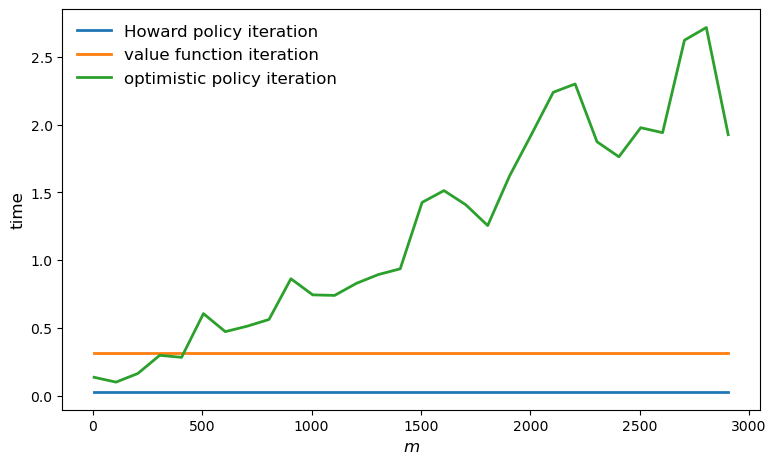 Howard policy iteration
value function iteration
optimistic policy iteration
time
2.5
2.0
1.5
1.0
0.5
0.0
0
500
1000
1500
2000
2500
3000
m